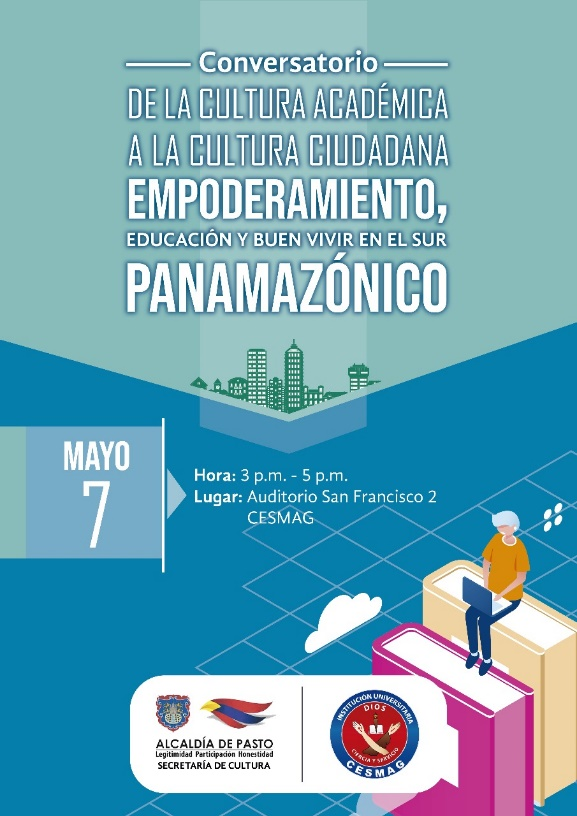 Conversatorio
DE LA CULTURA ACADÉMICA
A LA CULTURA CIUDADANA
EMPODERAMIENTO,
EDUCACIÓN Y BUEN VIVIR EN EL SUR
PANAMAZÓNICO
MAYO
7
Hora: 3 p.m. - 5 p.m.
Lugar: Auditorio San Francisco 2
CESMAG
ALCALDÍA DE PASTO
Legitimidad Participación Honestidad
SECRETARÍA DE CULTURA
INSTITUCIÓN UNIVERSITARIA
DIOS
CIENCIA Y SERVICIO
CESMAG